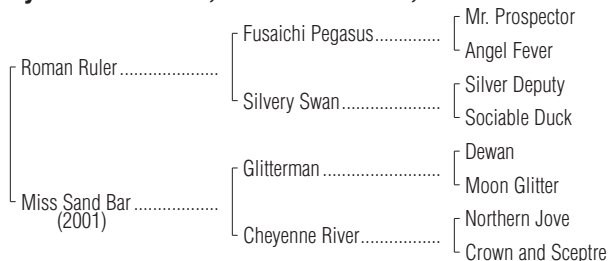 Mr. Prospector
Fusaichi Pegasus...............
Angel Fever
Roman Ruler......................
Silver Deputy
Silvery Swan......................
Sociable Duck
Dewan
Glitterman..........................
Moon Glitter
Miss Sand Bar...................
(2001)
Northern Jove
Cheyenne River..................
Crown and Sceptre